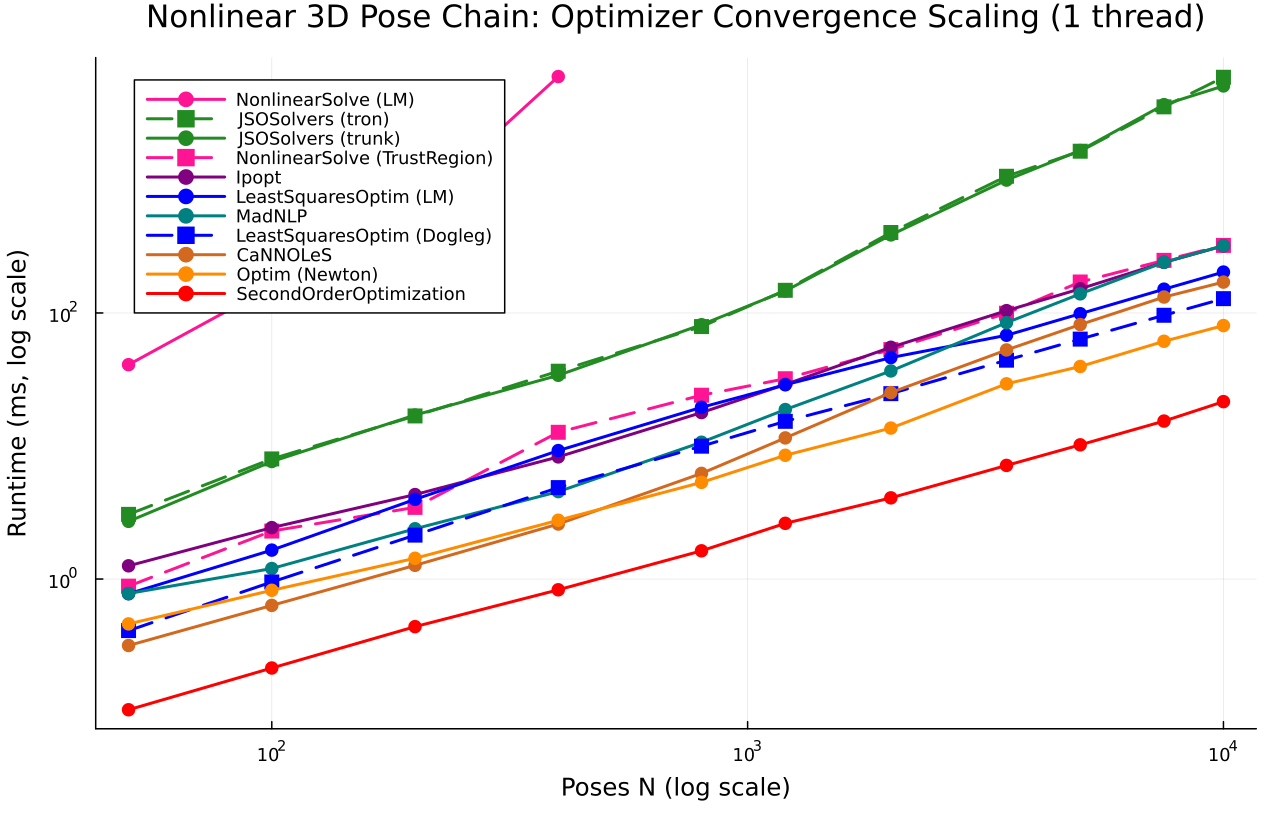 Nonlinear 3D Pose Chain: Optimizer Convergence Scaling (1 thread)
Runtime (ms, log scale)
NonlinearSolve (LM)
JSOSolvers (tron)
JSOSolvers (trunk)
NonlinearSolve (TrustRegion)
Ipopt
LeastSquaresOptim (LM)
MadNLP
LeastSquaresOptim (Dogleg)
CaNNOLeS
Optim (Newton)
SecondOrderOptimization
10²
10⁰
10² 10³ 10⁴
Poses N (log scale)